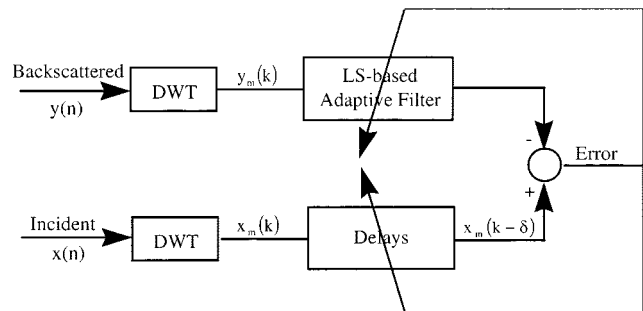 Backscattered
y(n)
DWT
y_m(k)
LS-based
Adaptive Filter
-
Error
+
Incident
x(n)
DWT
x_m(k)
Delays
x_m(k − δ)